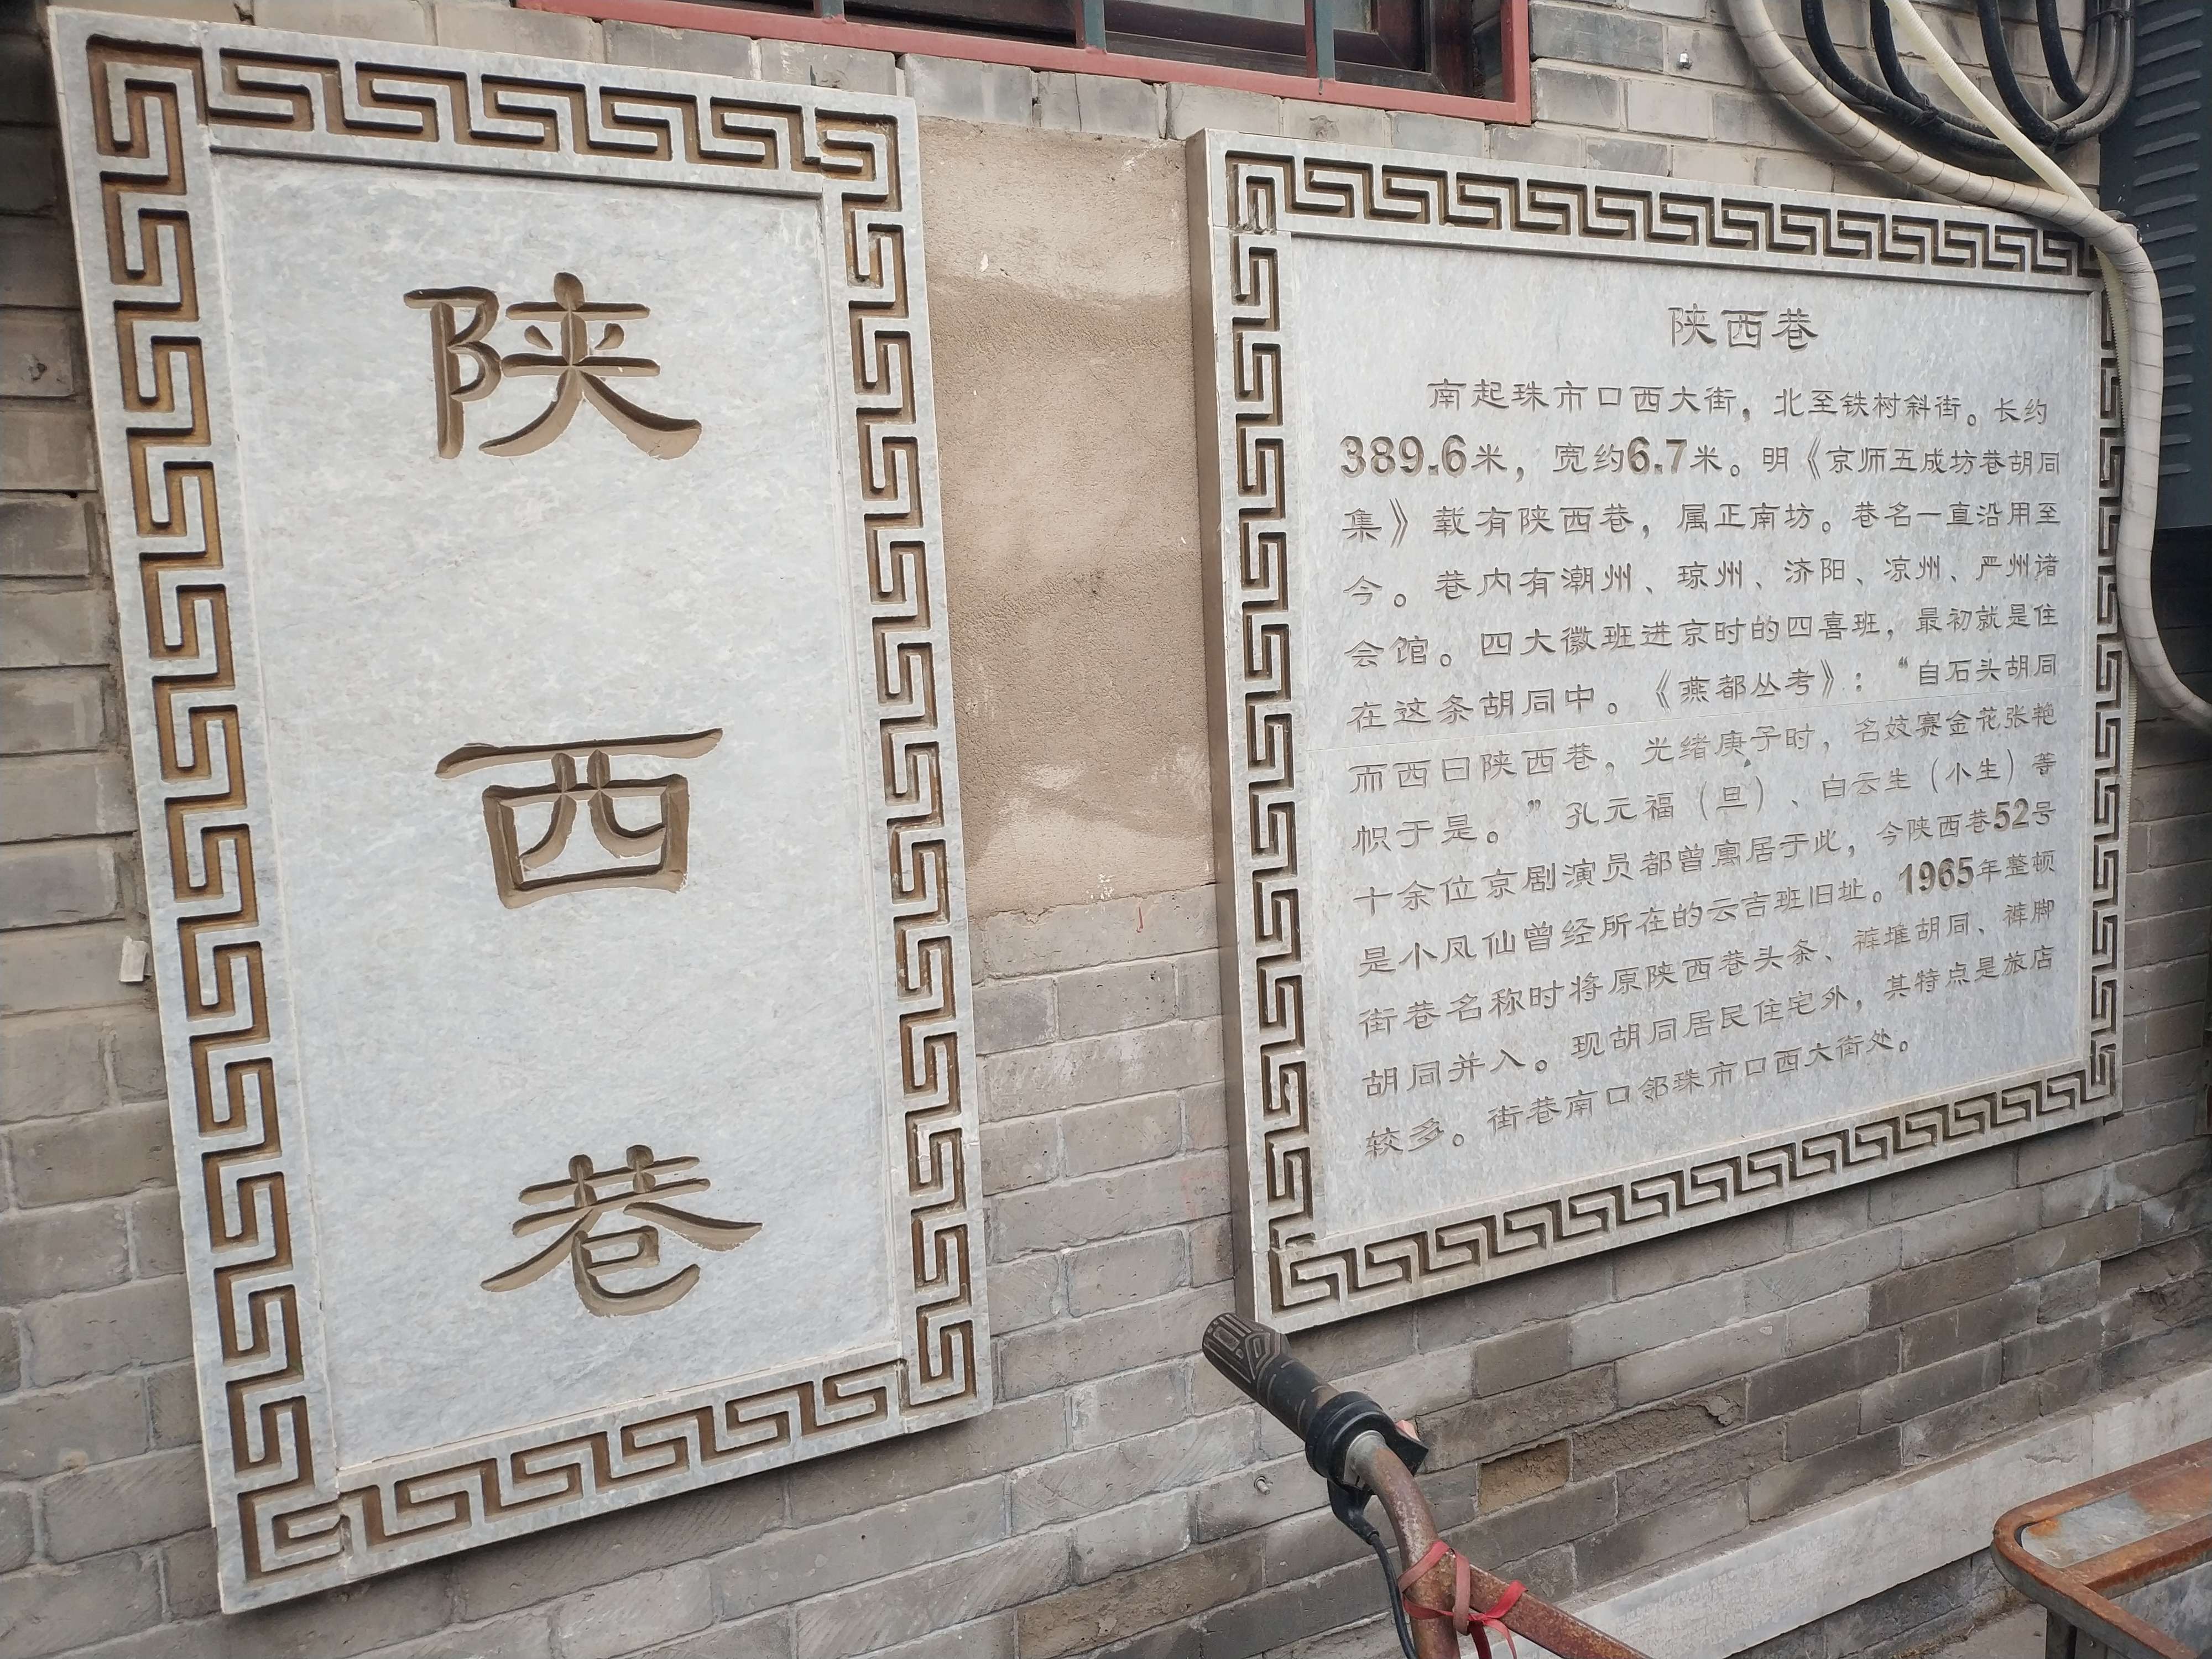 陕西巷
陕西巷
南起珠市口西大街，北至铁树斜街。长约
389.6米，宽约6.7米。明《京师五成坊巷胡同
集》载有陕西巷，属正南坊。巷名一直沿用至
今。巷内有潮州、琼州、济阳、凉州、严州诸
会馆。四大徽班进京时的四喜班，最初就是住
在这条胡同中。《燕都丛考》：“自石头胡同
而西曰陕西巷，光绪庚子时，名妓赛金花张艳
帜于是。”孔元福（旦）、白云生（小生）等
十余位京剧演员都曾寓居于此，今陕西巷52号
是小凤仙曾经所在的云吉班旧址。1965年整顿
街巷名称时将原陕西巷头条、裤堆胡同、裤脚
胡同并入。现胡同居民住宅外，其特点是旅店
较多。街巷南口邻珠市口西大街处。